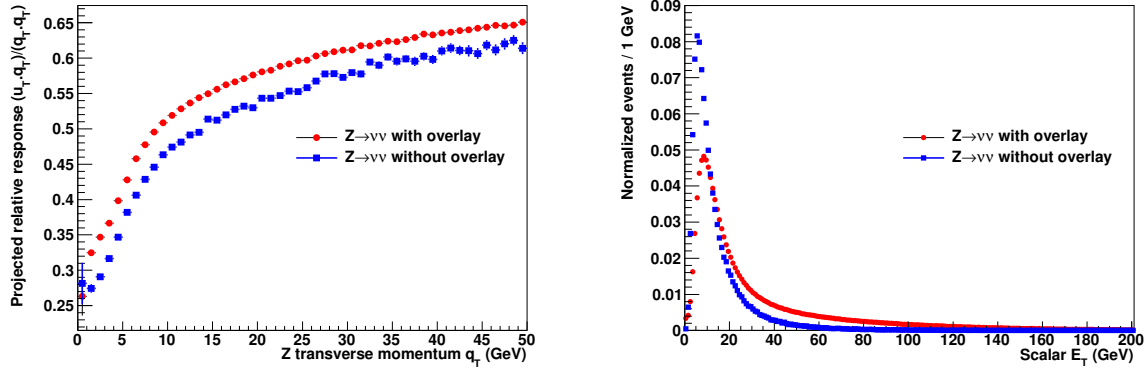 Projected relative response (u_T.q_T)/(q_T.q_T)
0.65
0.6
0.55
0.5
0.45
0.4
0.35
0.3
0.25
Z→νν with overlay
Z→νν without overlay
0 5 10 15 20 25 30 35 40 45 50
Z transverse momentum q_T (GeV)
Normalized events / 1 GeV
0.09
0.08
0.07
0.06
0.05
0.04
0.03
0.02
0.01
0
Z→νν with overlay
Z→νν without overlay
0 20 40 60 80 100 120 140 160 180 200
Scalar E_T (GeV)